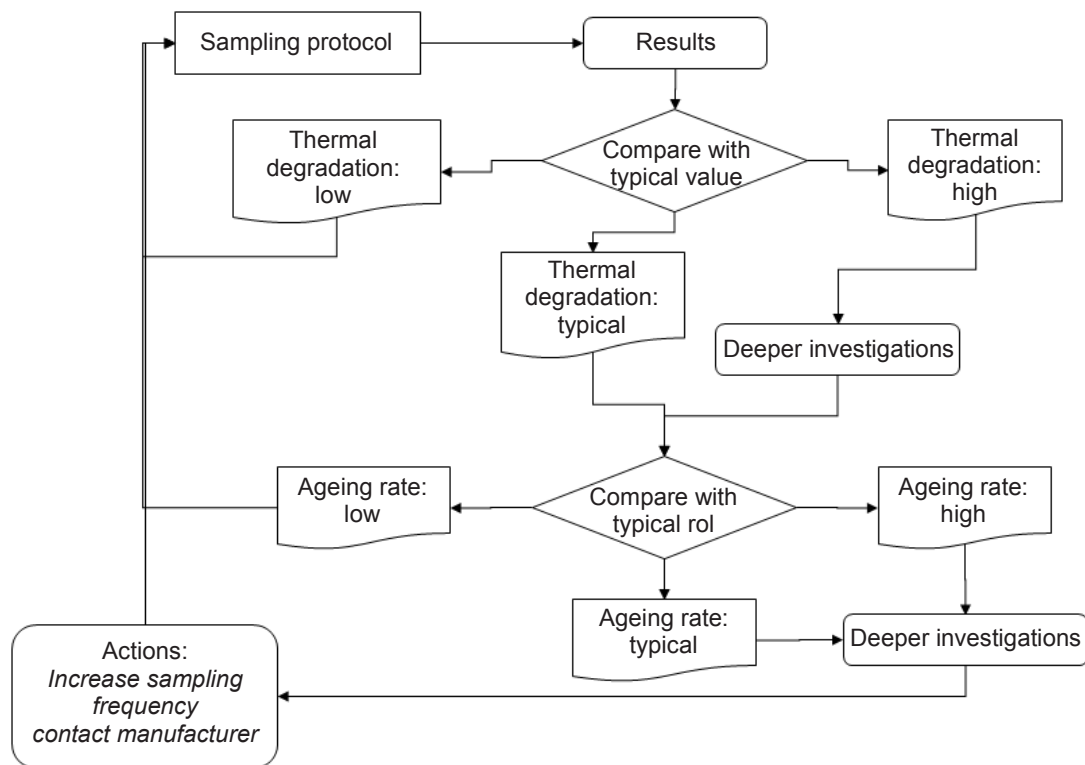 Sampling protocol
Results
Thermal
degradation:
low
Compare with
typical value
Thermal
degradation:
high
Thermal
degradation:
typical
Deeper investigations
Ageing rate:
low
Compare with
typical rol
Ageing rate:
high
Ageing rate:
typical
Deeper investigations
Actions:
Increase sampling
frequency
contact manufacturer